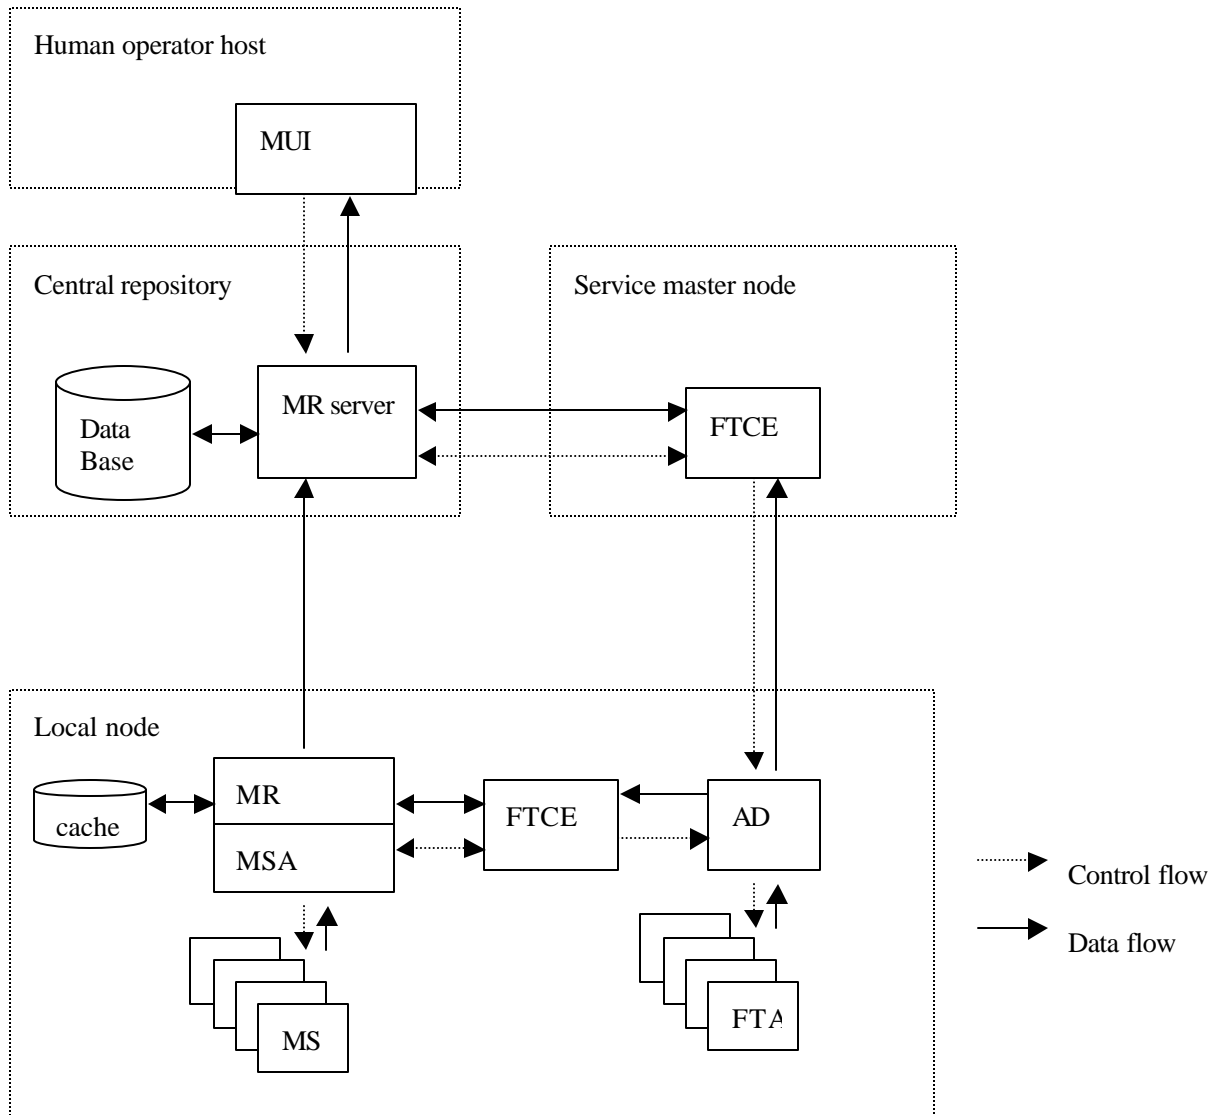 Human operator host
MUI
Central repository
Service master node
MR server
Data
Base
FTCE
Local node
MR
FTCE
AD
cache
MSA
Control flow
Data flow
MS
FTA